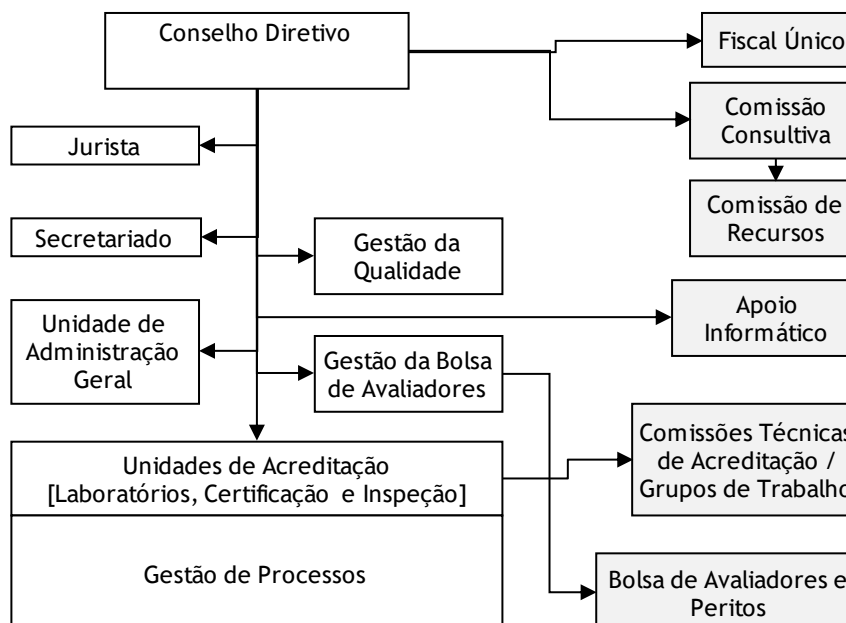 Conselho Diretivo
Fiscal Único
Comissão
Consultiva
Jurista
Comissão de
Recursos
Secretariado
Gestão da
Qualidade
Apoio
Informático
Unidade de
Administração
Geral
Gestão da Bolsa
de Avaliadores
Comissões Técnicas
de Acreditação /
Grupos de Trabalho
Unidades de Acreditação
[Laboratórios, Certificação e Inspeção]
Gestão de Processos
Bolsa de Avaliadores e
Peritos